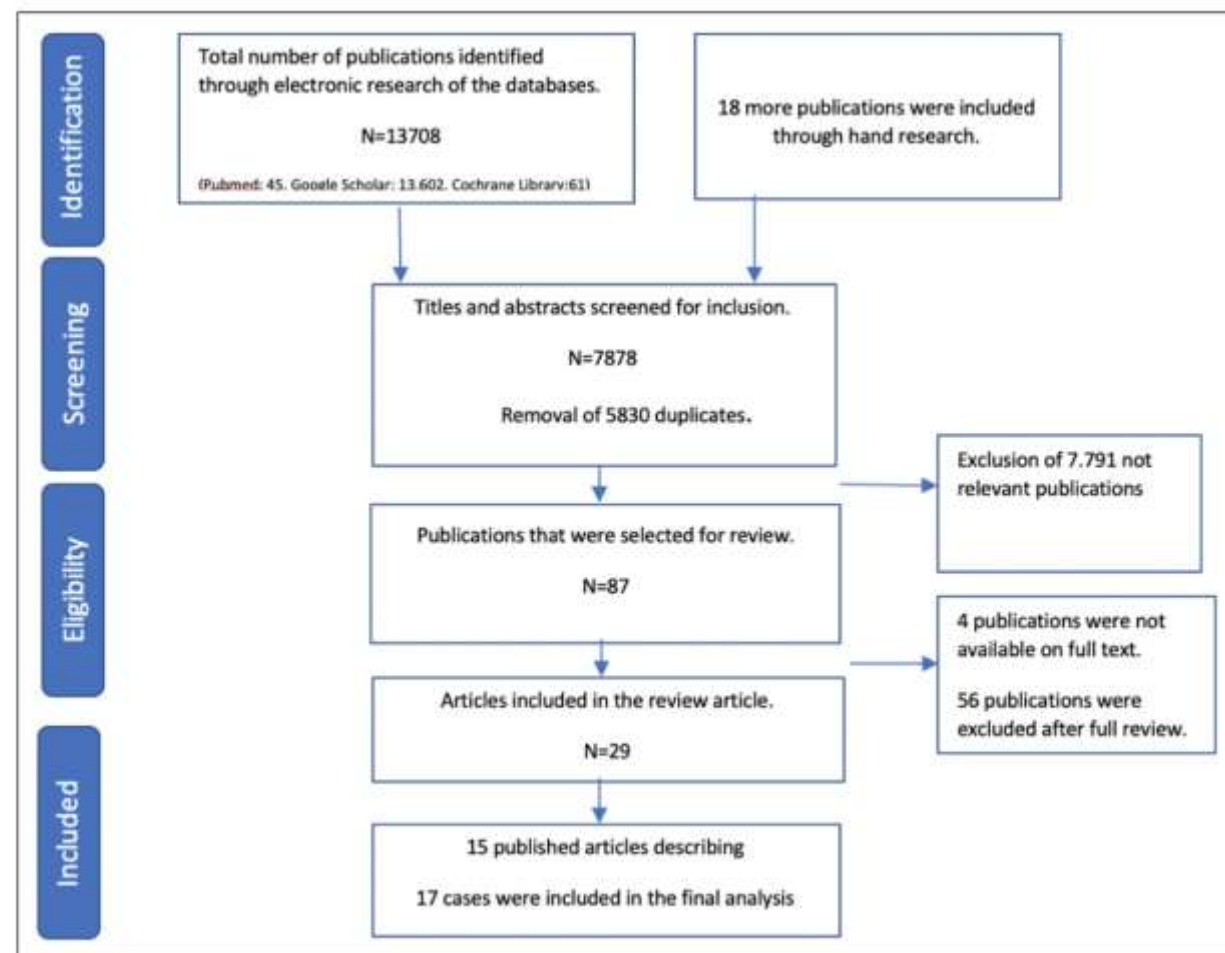 Identification
Total number of publications identified
through electronic research of the databases.
N=13708
(Pubmed: 45, Google Scholar: 13.602, Cochrane Library:61)
18 more publications were included
through hand research.
Screening
Titles and abstracts screened for inclusion.
N=7878
Removal of 5830 duplicates.
Exclusion of 7.791 not
relevant publications
Eligibility
Publications that were selected for review.
N=87
4 publications were not
available on full text.
56 publications were
excluded after full review.
Articles included in the review article.
N=29
Included
15 published articles describing
17 cases were included in the final analysis